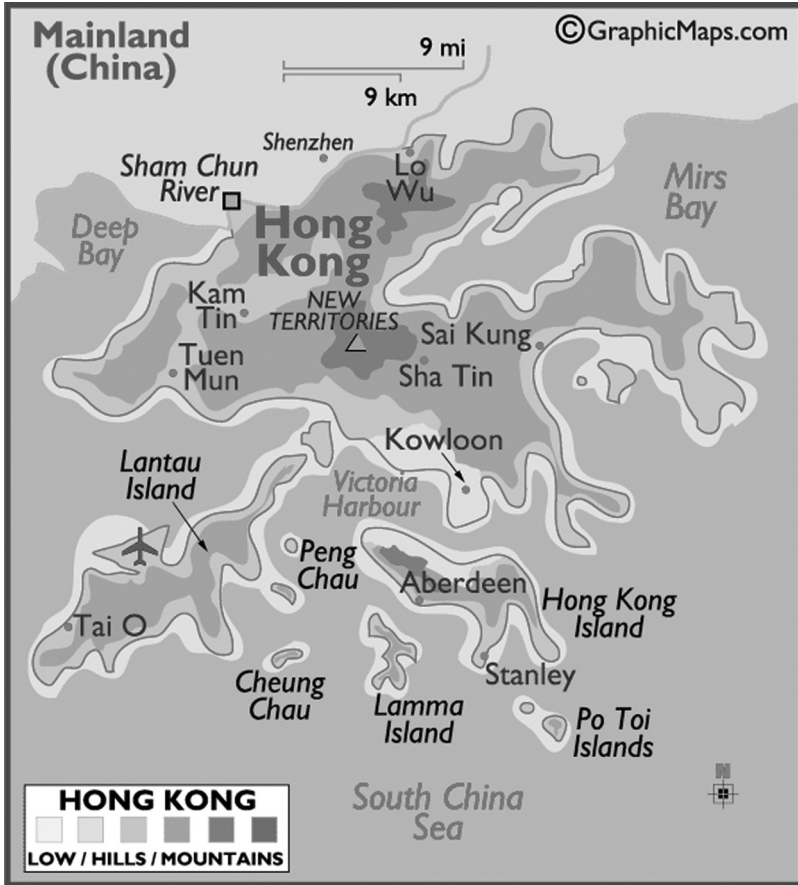 Mainland
(China)
©GraphicMaps.com
9 mi
9 km
Shenzhen
Sham Chun
River
Lo
Wu
Mirs
Bay
Deep
Bay
Hong
Kong
Kam
Tin
NEW
TERRITORIES
Sai Kung
Tuen
Mun
Sha Tin
Kowloon
Lantau
Island
Victoria
Harbour
Peng
Chau
Aberdeen
Hong Kong
Island
Tai O
Stanley
Cheung
Chau
Lamma
Island
Po Toi
Islands
N
South China
Sea
HONG KONG
LOW / HILLS / MOUNTAINS